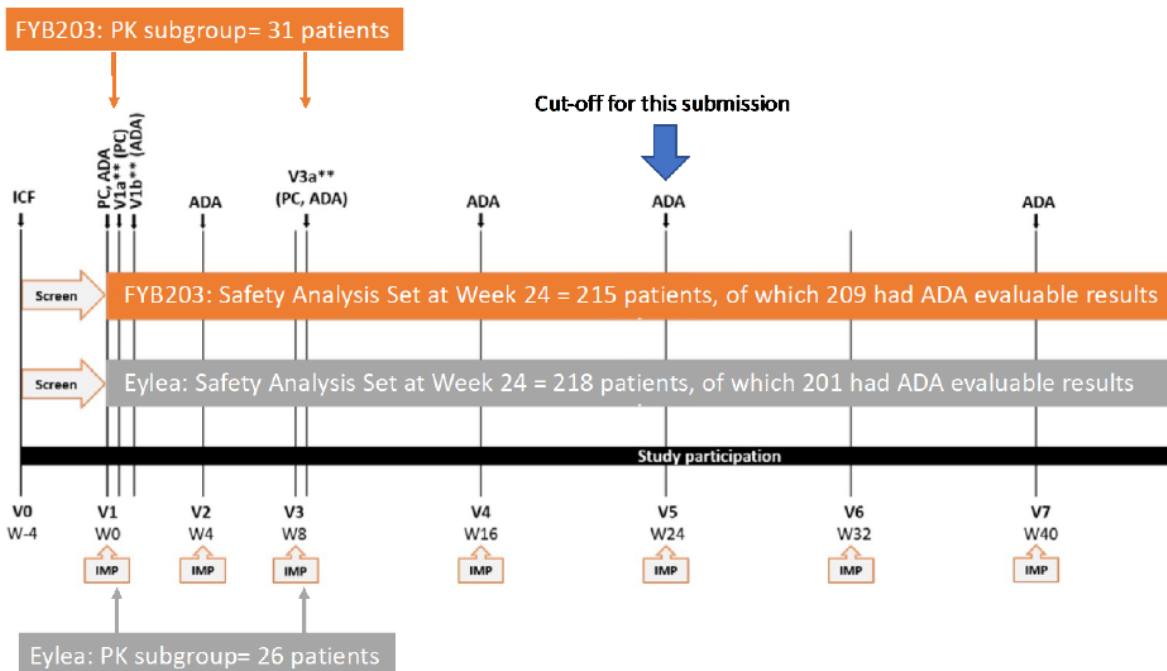 FYB203: PK subgroup= 31 patients
Cut-off for this submission
ICF
PC, ADA
V1a** (PC)
V1b** (ADA)
ADA
V3a**
(PC, ADA)
ADA
ADA
ADA
Screen
FYB203: Safety Analysis Set at Week 24 = 215 patients, of which 209 had ADA evaluable results
Screen
Eylea: Safety Analysis Set at Week 24 = 218 patients, of which 201 had ADA evaluable results
Study participation
V0 V1 V2 V3 V4 V5 V6 V7
W-4 W0 W4 W8 W16 W24 W32 W40
IMP IMP IMP IMP IMP IMP IMP
Eylea: PK subgroup= 26 patients